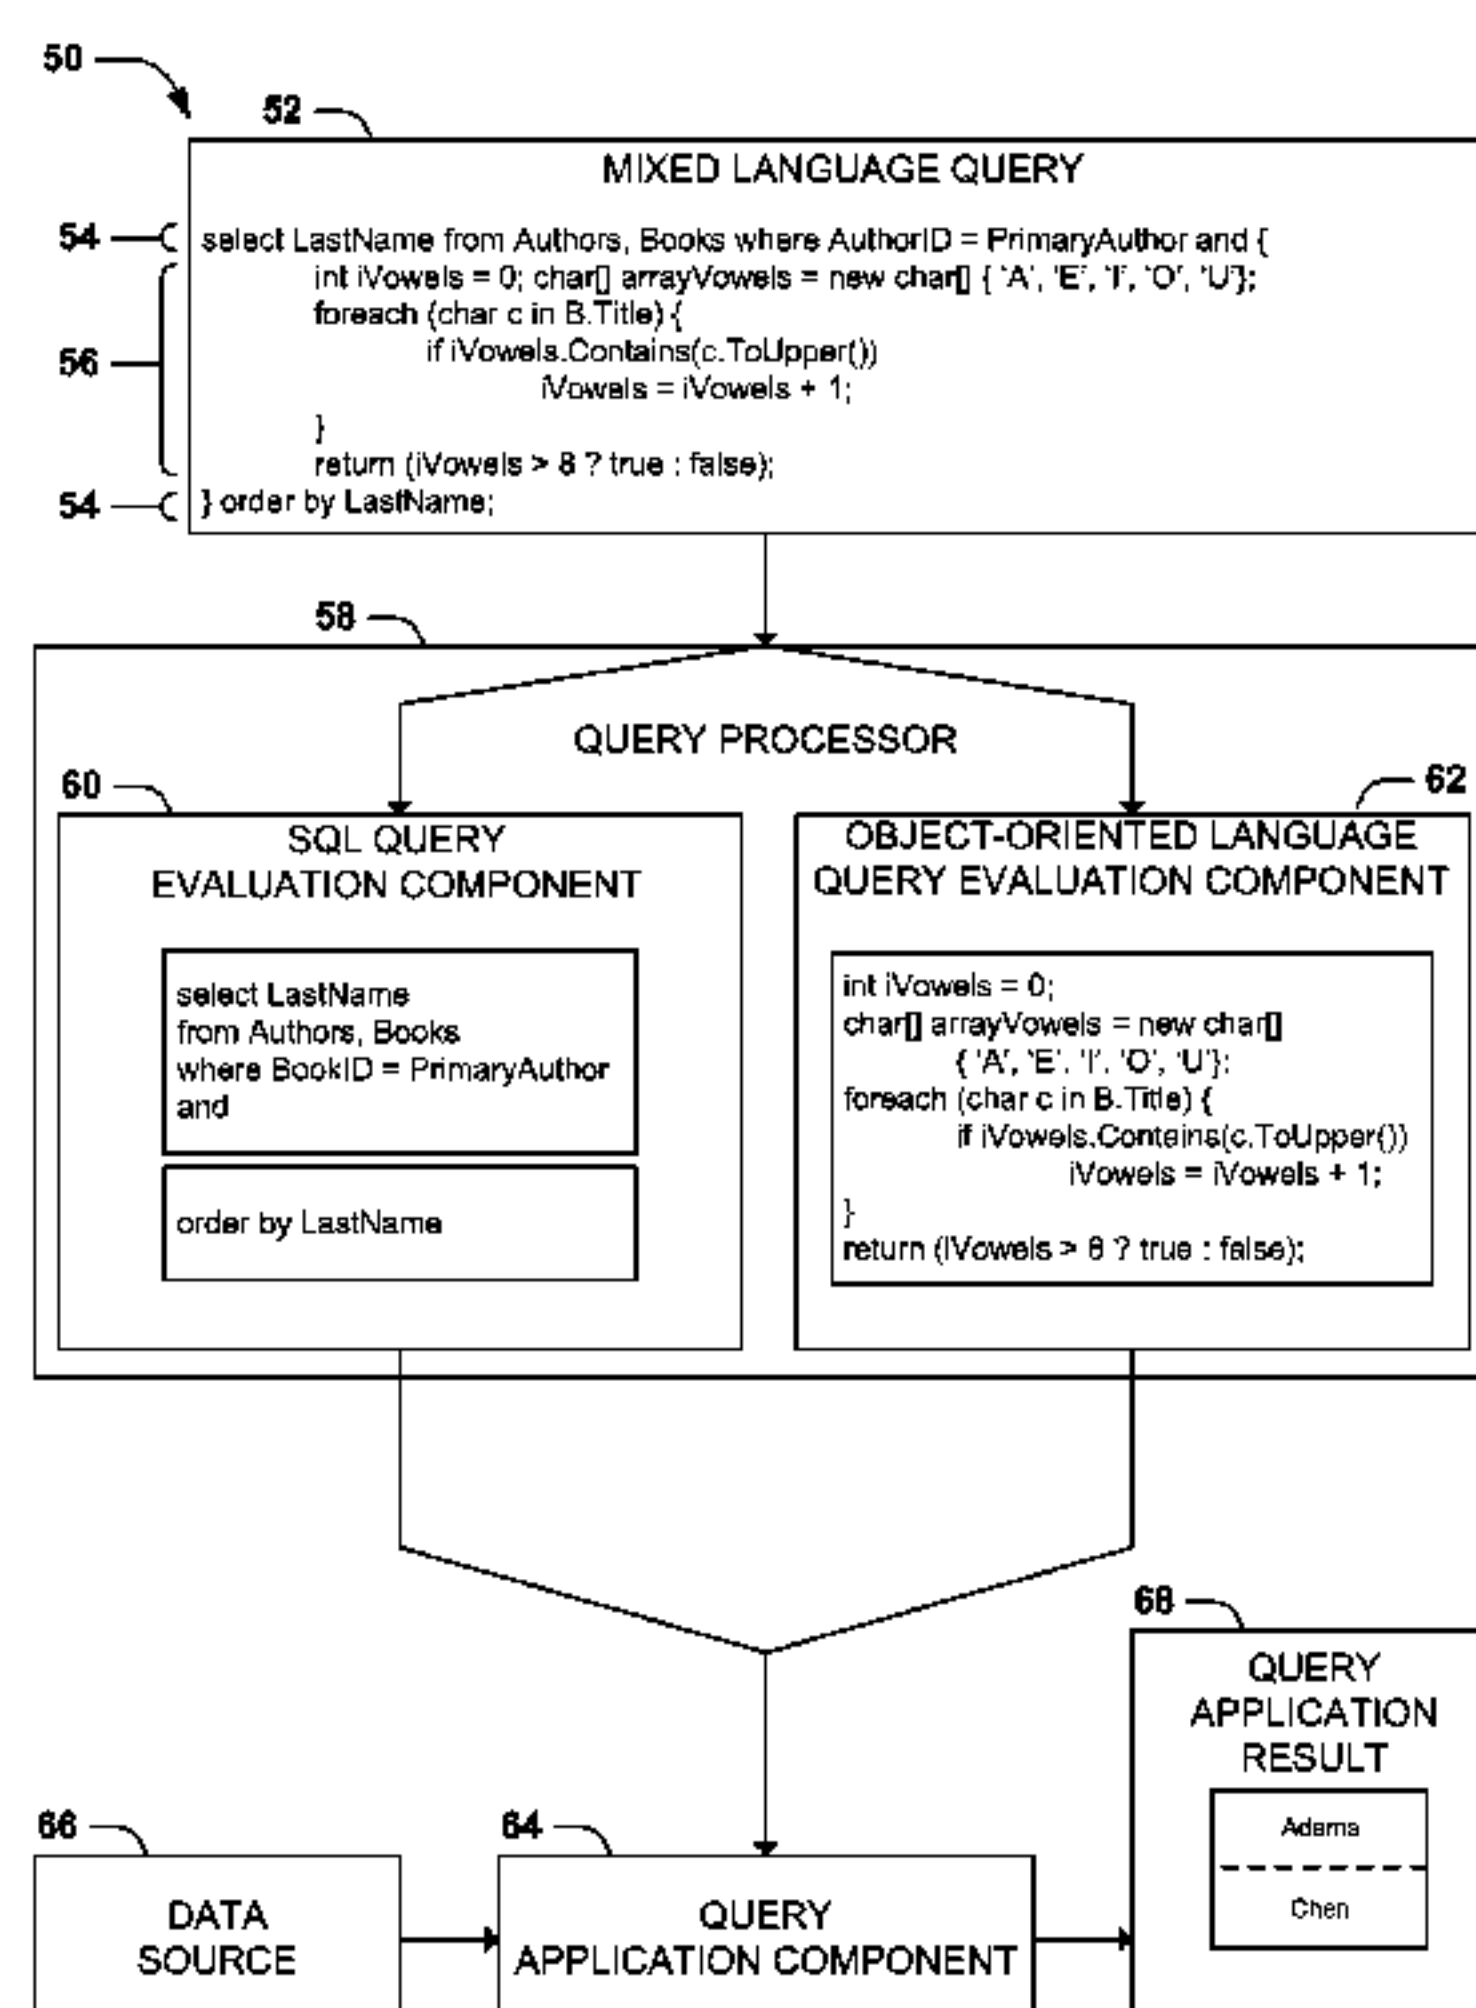 50
52
MIXED LANGUAGE QUERY
54
select LastName from Authors, Books where AuthorID = PrimaryAuthor and {
int iVowels = 0; char[] arrayVowels = new char[] { 'A', 'E', 'I', 'O', 'U'};
foreach (char c in B.Title) {
56
if iVowels.Contains(c.ToUpper())
iVowels = iVowels + 1;
}
return (iVowels > 8 ? true : false);
54
} order by LastName;
58
QUERY PROCESSOR
60
SQL QUERY
EVALUATION COMPONENT
select LastName
from Authors, Books
where BookID = PrimaryAuthor
and
order by LastName
62
OBJECT-ORIENTED LANGUAGE
QUERY EVALUATION COMPONENT
int iVowels = 0;
char[] arrayVowels = new char[]
{ 'A', 'E', 'I', 'O', 'U'};
foreach (char c in B.Title) {
if iVowels.Contains(c.ToUpper())
iVowels = iVowels + 1;
}
return (iVowels > 8 ? true : false);
66
DATA
SOURCE
64
QUERY
APPLICATION COMPONENT
68
QUERY
APPLICATION
RESULT
Adams
Chen